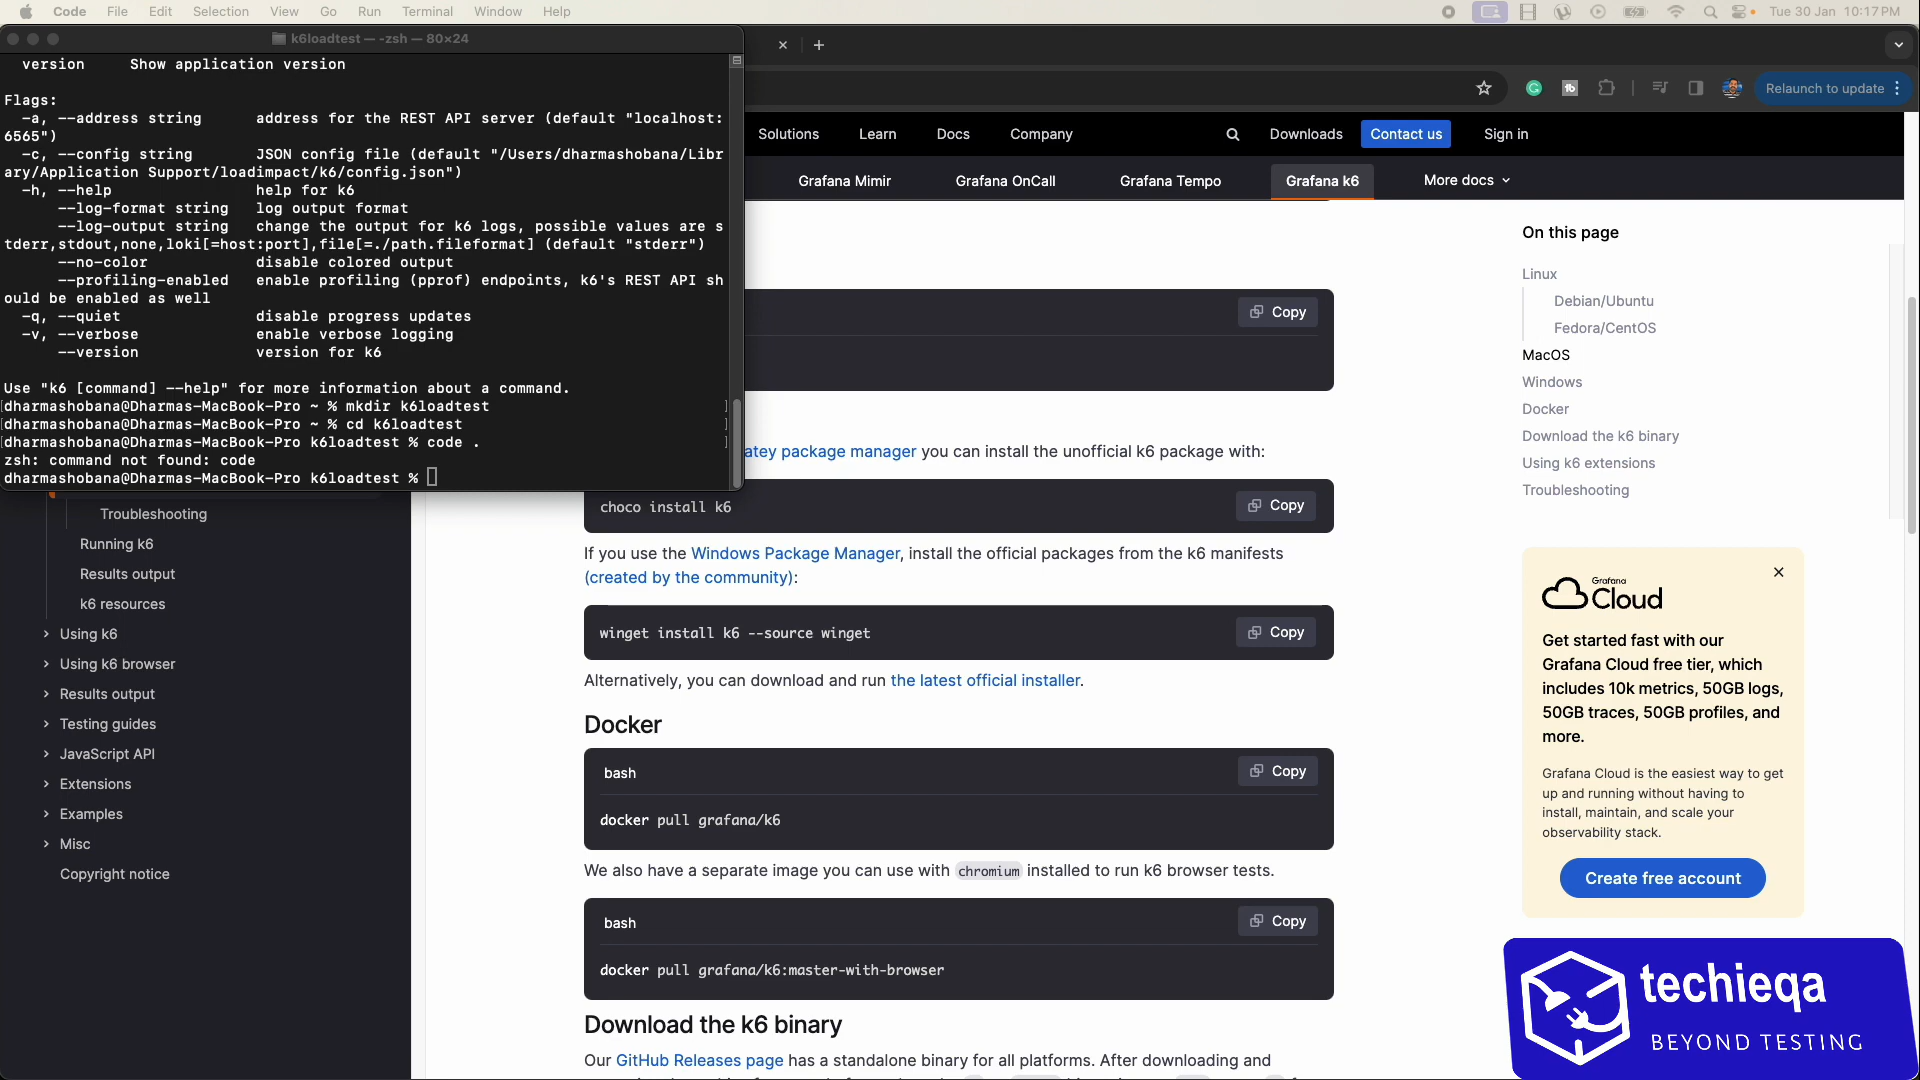 Code File Edit Selection View Go Run Terminal Window Help
Tue 30 Jan 10:17 PM
k6loadtest — -zsh — 80×24
version Show application version
Flags:
-a, --address string address for the REST API server (default "localhost:
6565")
-c, --config string JSON config file (default "/Users/dharmashobana/Libr
ary/Application Support/loadimpact/k6/config.json")
-h, --help help for k6
--log-format string log output format
--log-output string change the output for k6 logs, possible values are s
tderr,stdout,none,loki[=host:port],file[=./path.fileformat] (default "stderr")
--no-color disable colored output
--profiling-enabled enable profiling (pprof) endpoints, k6's REST API sh
ould be enabled as well
-q, --quiet disable progress updates
-v, --verbose enable verbose logging
--version version for k6
Use "k6 [command] --help" for more information about a command.
[dharmashobana@Dharmas-MacBook-Pro ~ % mkdir k6loadtest ]
[dharmashobana@Dharmas-MacBook-Pro ~ % cd k6loadtest ]
[dharmashobana@Dharmas-MacBook-Pro k6loadtest % code . ]
zsh: command not found: code
dharmashobana@Dharmas-MacBook-Pro k6loadtest %
Relaunch to update
Solutions Learn Docs Company Downloads Contact us Sign in
Grafana Mimir Grafana OnCall Grafana Tempo Grafana k6 More docs
Troubleshooting
Running k6
Results output
k6 resources
Using k6
Using k6 browser
Results output
Testing guides
JavaScript API
Extensions
Examples
Misc
Copyright notice
Copy
atey package manager you can install the unofficial k6 package with:
choco install k6
Copy
If you use the Windows Package Manager, install the official packages from the k6 manifests
(created by the community):
winget install k6 --source winget
Copy
Alternatively, you can download and run the latest official installer.
Docker
bash
Copy
docker pull grafana/k6
We also have a separate image you can use with chromium installed to run k6 browser tests.
bash
Copy
docker pull grafana/k6:master-with-browser
Download the k6 binary
Our GitHub Releases page has a standalone binary for all platforms. After downloading and
On this page
Linux
Debian/Ubuntu
Fedora/CentOS
MacOS
Windows
Docker
Download the k6 binary
Using k6 extensions
Troubleshooting
Grafana
Cloud
Get started fast with our
Grafana Cloud free tier, which
includes 10k metrics, 50GB logs,
50GB traces, 50GB profiles, and
more.
Grafana Cloud is the easiest way to get
up and running without having to
install, maintain, and scale your
observability stack.
Create free account
techieqa
BEYOND TESTING